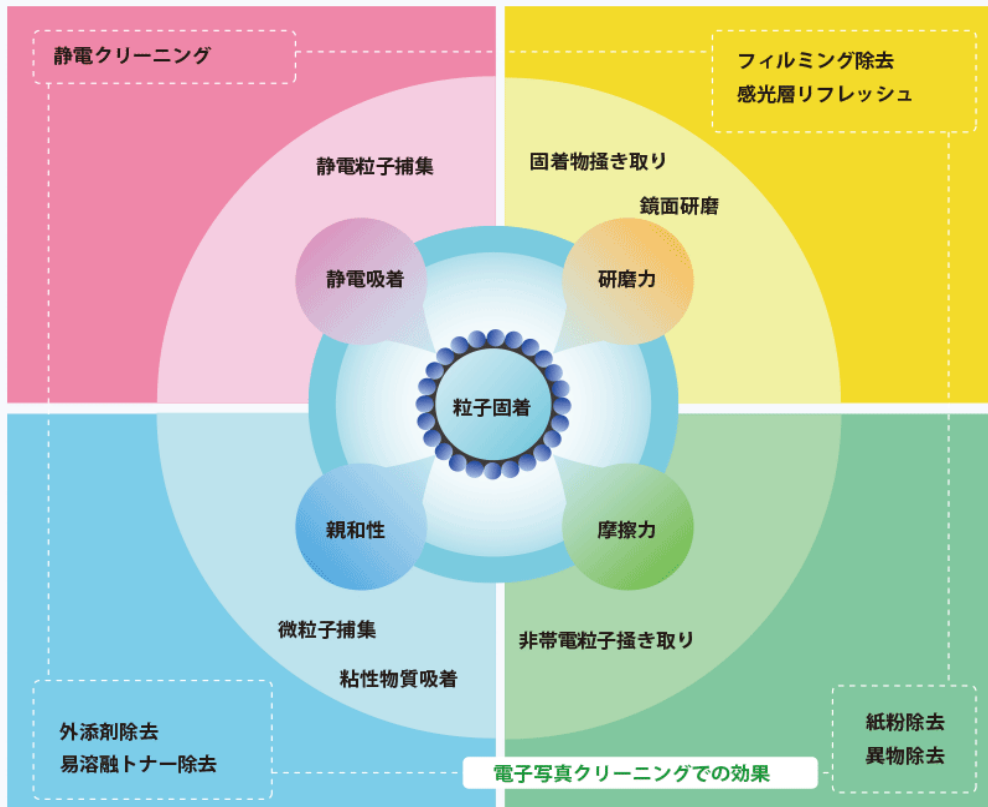 静電クリーニング
フィルミング除去
感光層リフレッシュ
静電粒子捕集
固着物掻き取り
鏡面研磨
静電吸着
研磨力
粒子固着
親和性
摩擦力
微粒子捕集
粘性物質吸着
非帯電粒子掻き取り
外添剤除去
易溶融トナー除去
紙粉除去
異物除去
電子写真クリーニングでの効果